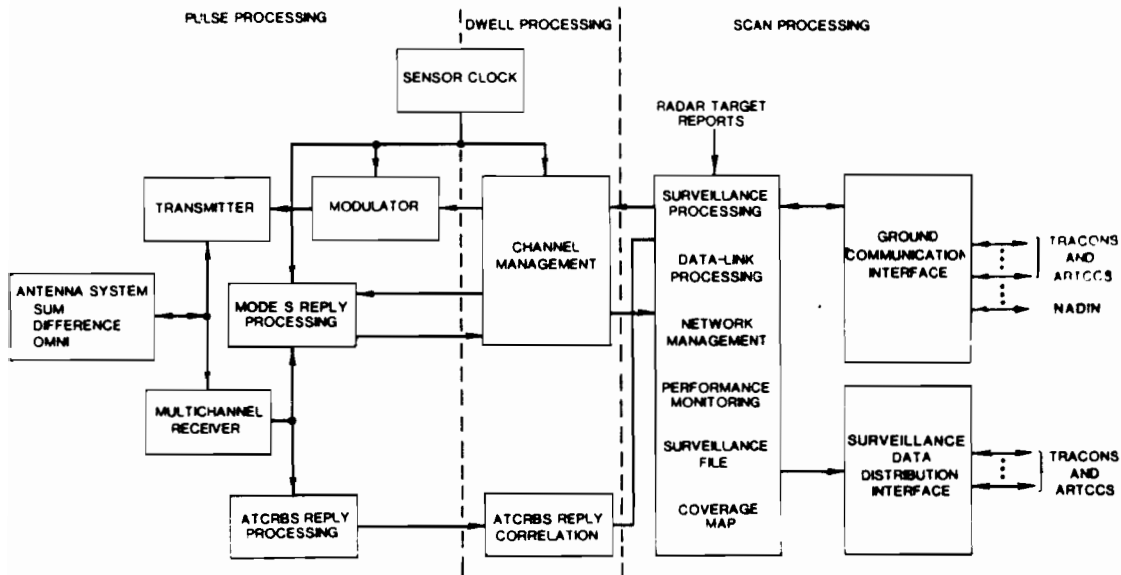 PULSE PROCESSING
DWELL PROCESSING
SCAN PROCESSING
SENSOR CLOCK
RADAR TARGET
REPORTS
TRANSMITTER
MODULATOR
CHANNEL
MANAGEMENT
SURVEILLANCE
PROCESSING
DATA-LINK
PROCESSING
NETWORK
MANAGEMENT
PERFORMANCE
MONITORING
SURVEILLANCE
FILE
COVERAGE
MAP
GROUND
COMMUNICATION
INTERFACE
TRACONS
AND
ARTCCS
NADIN
ANTENNA SYSTEM
SUM
DIFFERENCE
OMNI
MODE S REPLY
PROCESSING
MULTICHANNEL
RECEIVER
SURVEILLANCE
DATA
DISTRIBUTION
INTERFACE
TRACONS
AND
ARTCCS
ATCRBS REPLY
PROCESSING
ATCRBS REPLY
CORRELATION